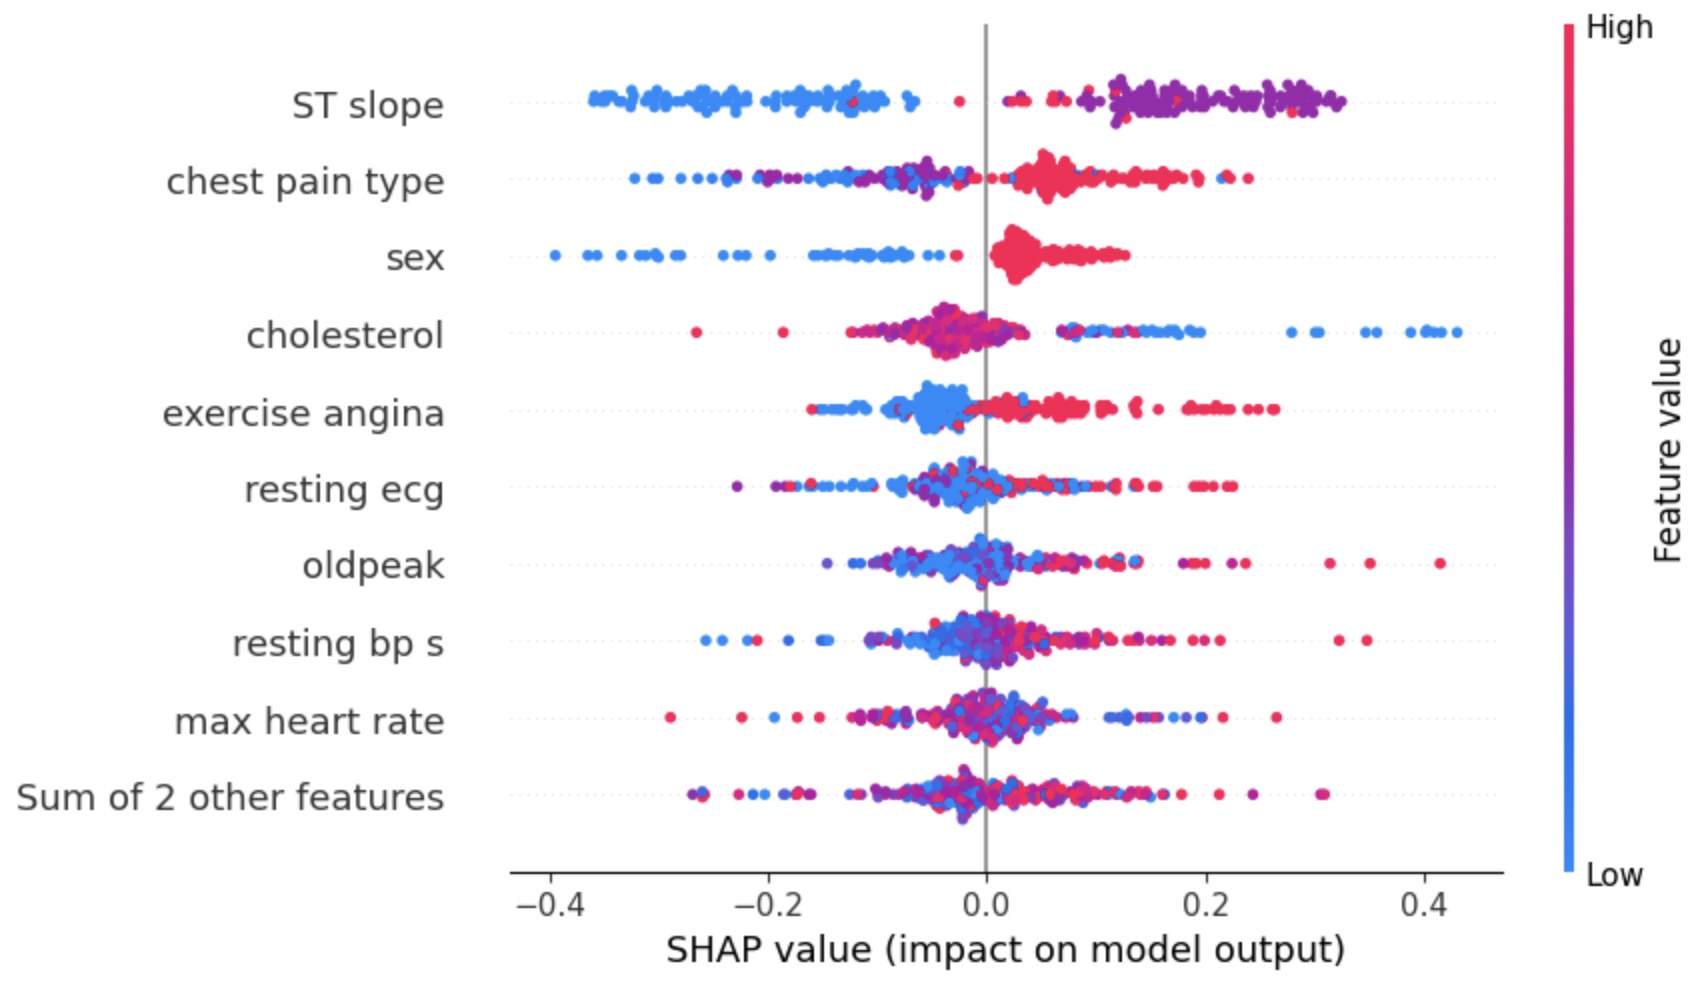 High
ST slope
chest pain type
sex
cholesterol
exercise angina
resting ecg
oldpeak
resting bp s
max heart rate
Sum of 2 other features
Feature value
Low
−0.4 −0.2 0.0 0.2 0.4
SHAP value (impact on model output)